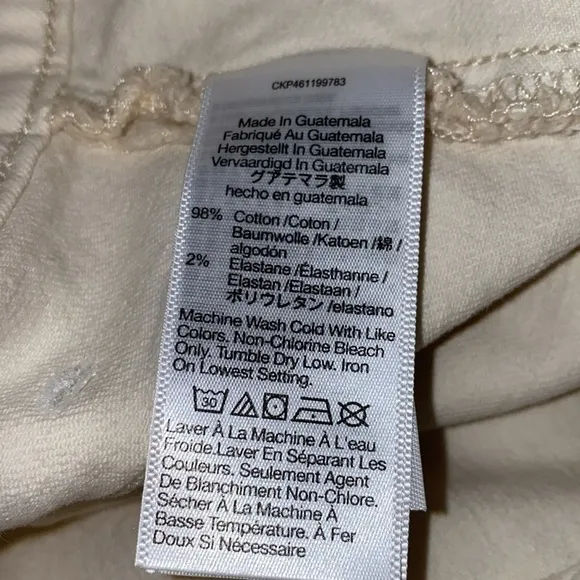 CKP461199783
Made In Guatemala
Fabriqué Au Guatemala
Hergestellt In Guatemala
Vervaardigd In Guatemala
グアテマラ製
hecho en guatemala
98% Cotton /Coton /
Baumwolle /Katoen /綿 /
algodón
2% Elastane /Élasthanne /
Elastan /Elastaan /
ポリウレタン /elastano
Machine Wash Cold With Like
Colors. Non-Chlorine Bleach
Only. Tumble Dry Low. Iron
On Lowest Setting.
30
Laver À La Machine À L'eau
Froide.Laver En Séparant Les
Couleurs. Seulement Agent
De Blanchiment Non-Chlore.
Sécher À La Machine À
Basse Température. À Fer
Doux Si Nécessaire